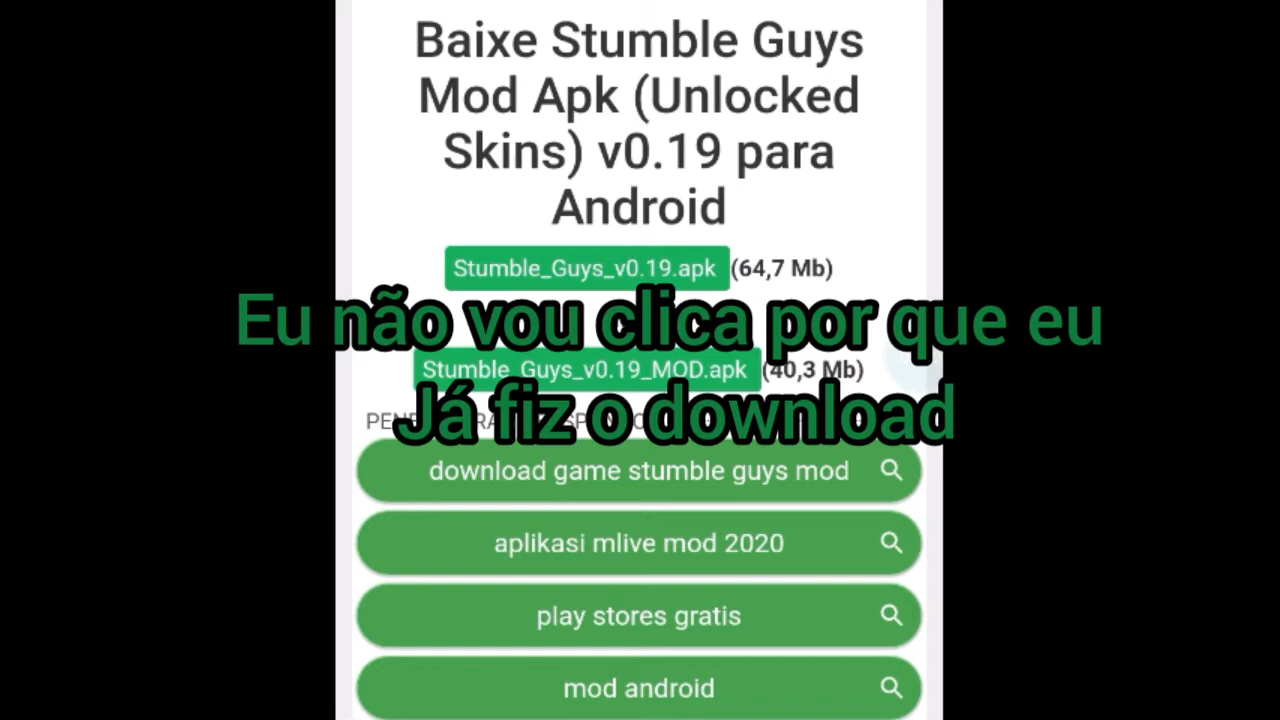 Baixe Stumble Guys
Mod Apk (Unlocked
Skins) v0.19 para
Android
Stumble_Guys_v0.19.apk (64,7 Mb)
Eu não vou clica por que eu
Stumble_Guys_v0.19_MOD.apk (40,3 Mb)
Já fiz o download
download game stumble guys mod
aplikasi mlive mod 2020
play stores gratis
mod android